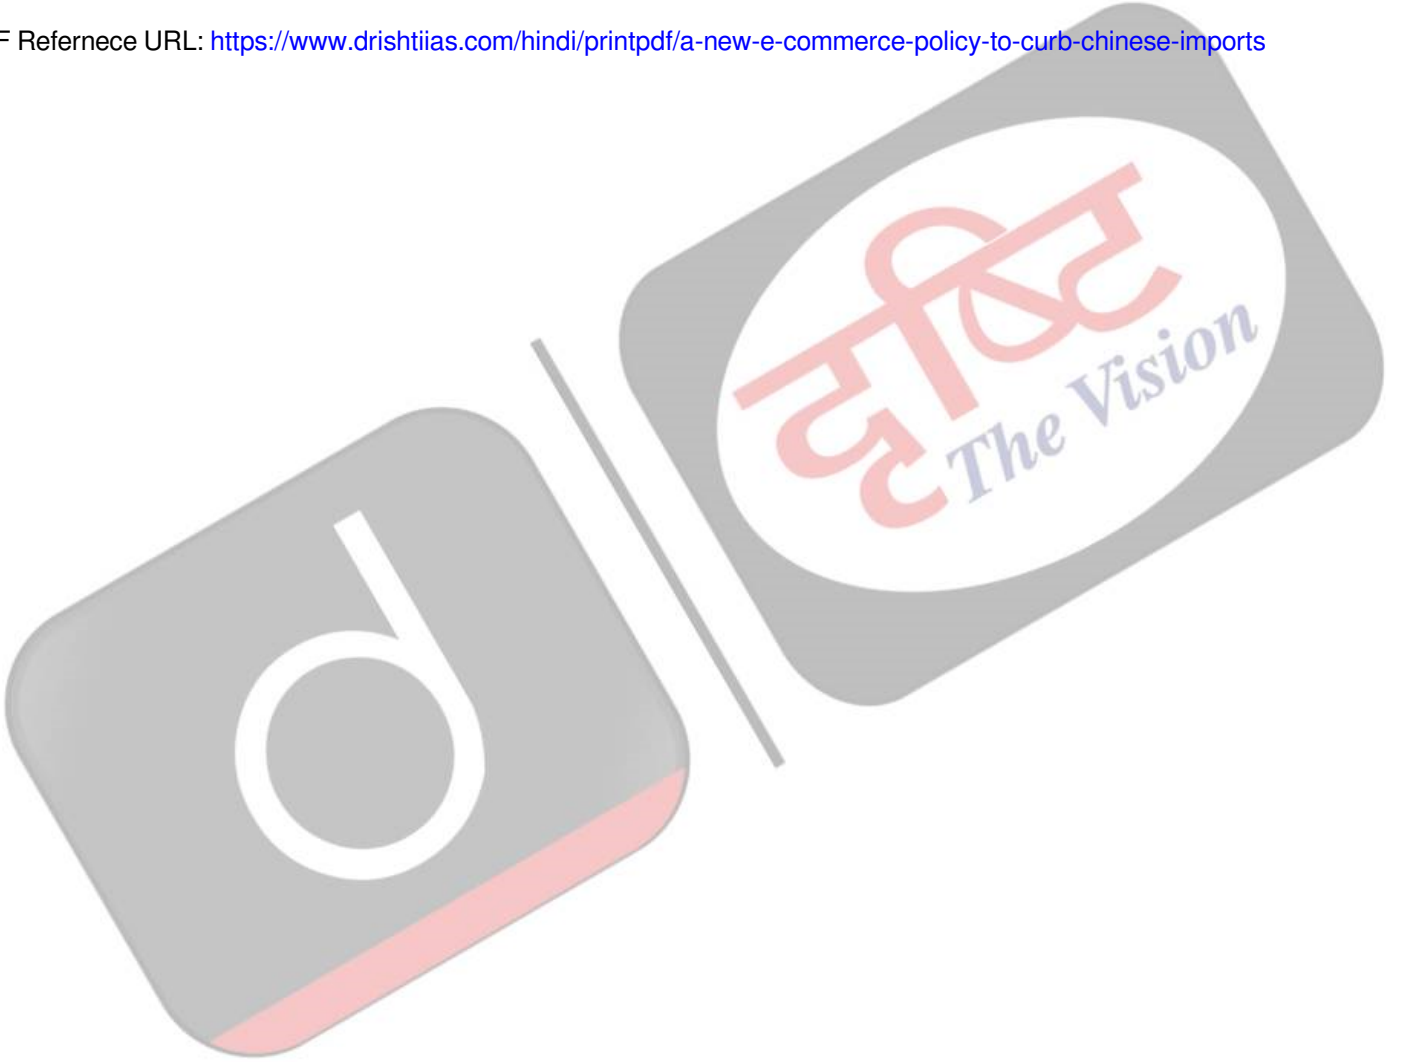 F Refernece URL: https://www.drishtiias.com/hindi/printpdf/a-new-e-commerce-policy-to-curb-chinese-imports
दृष्टि
The Vision
d